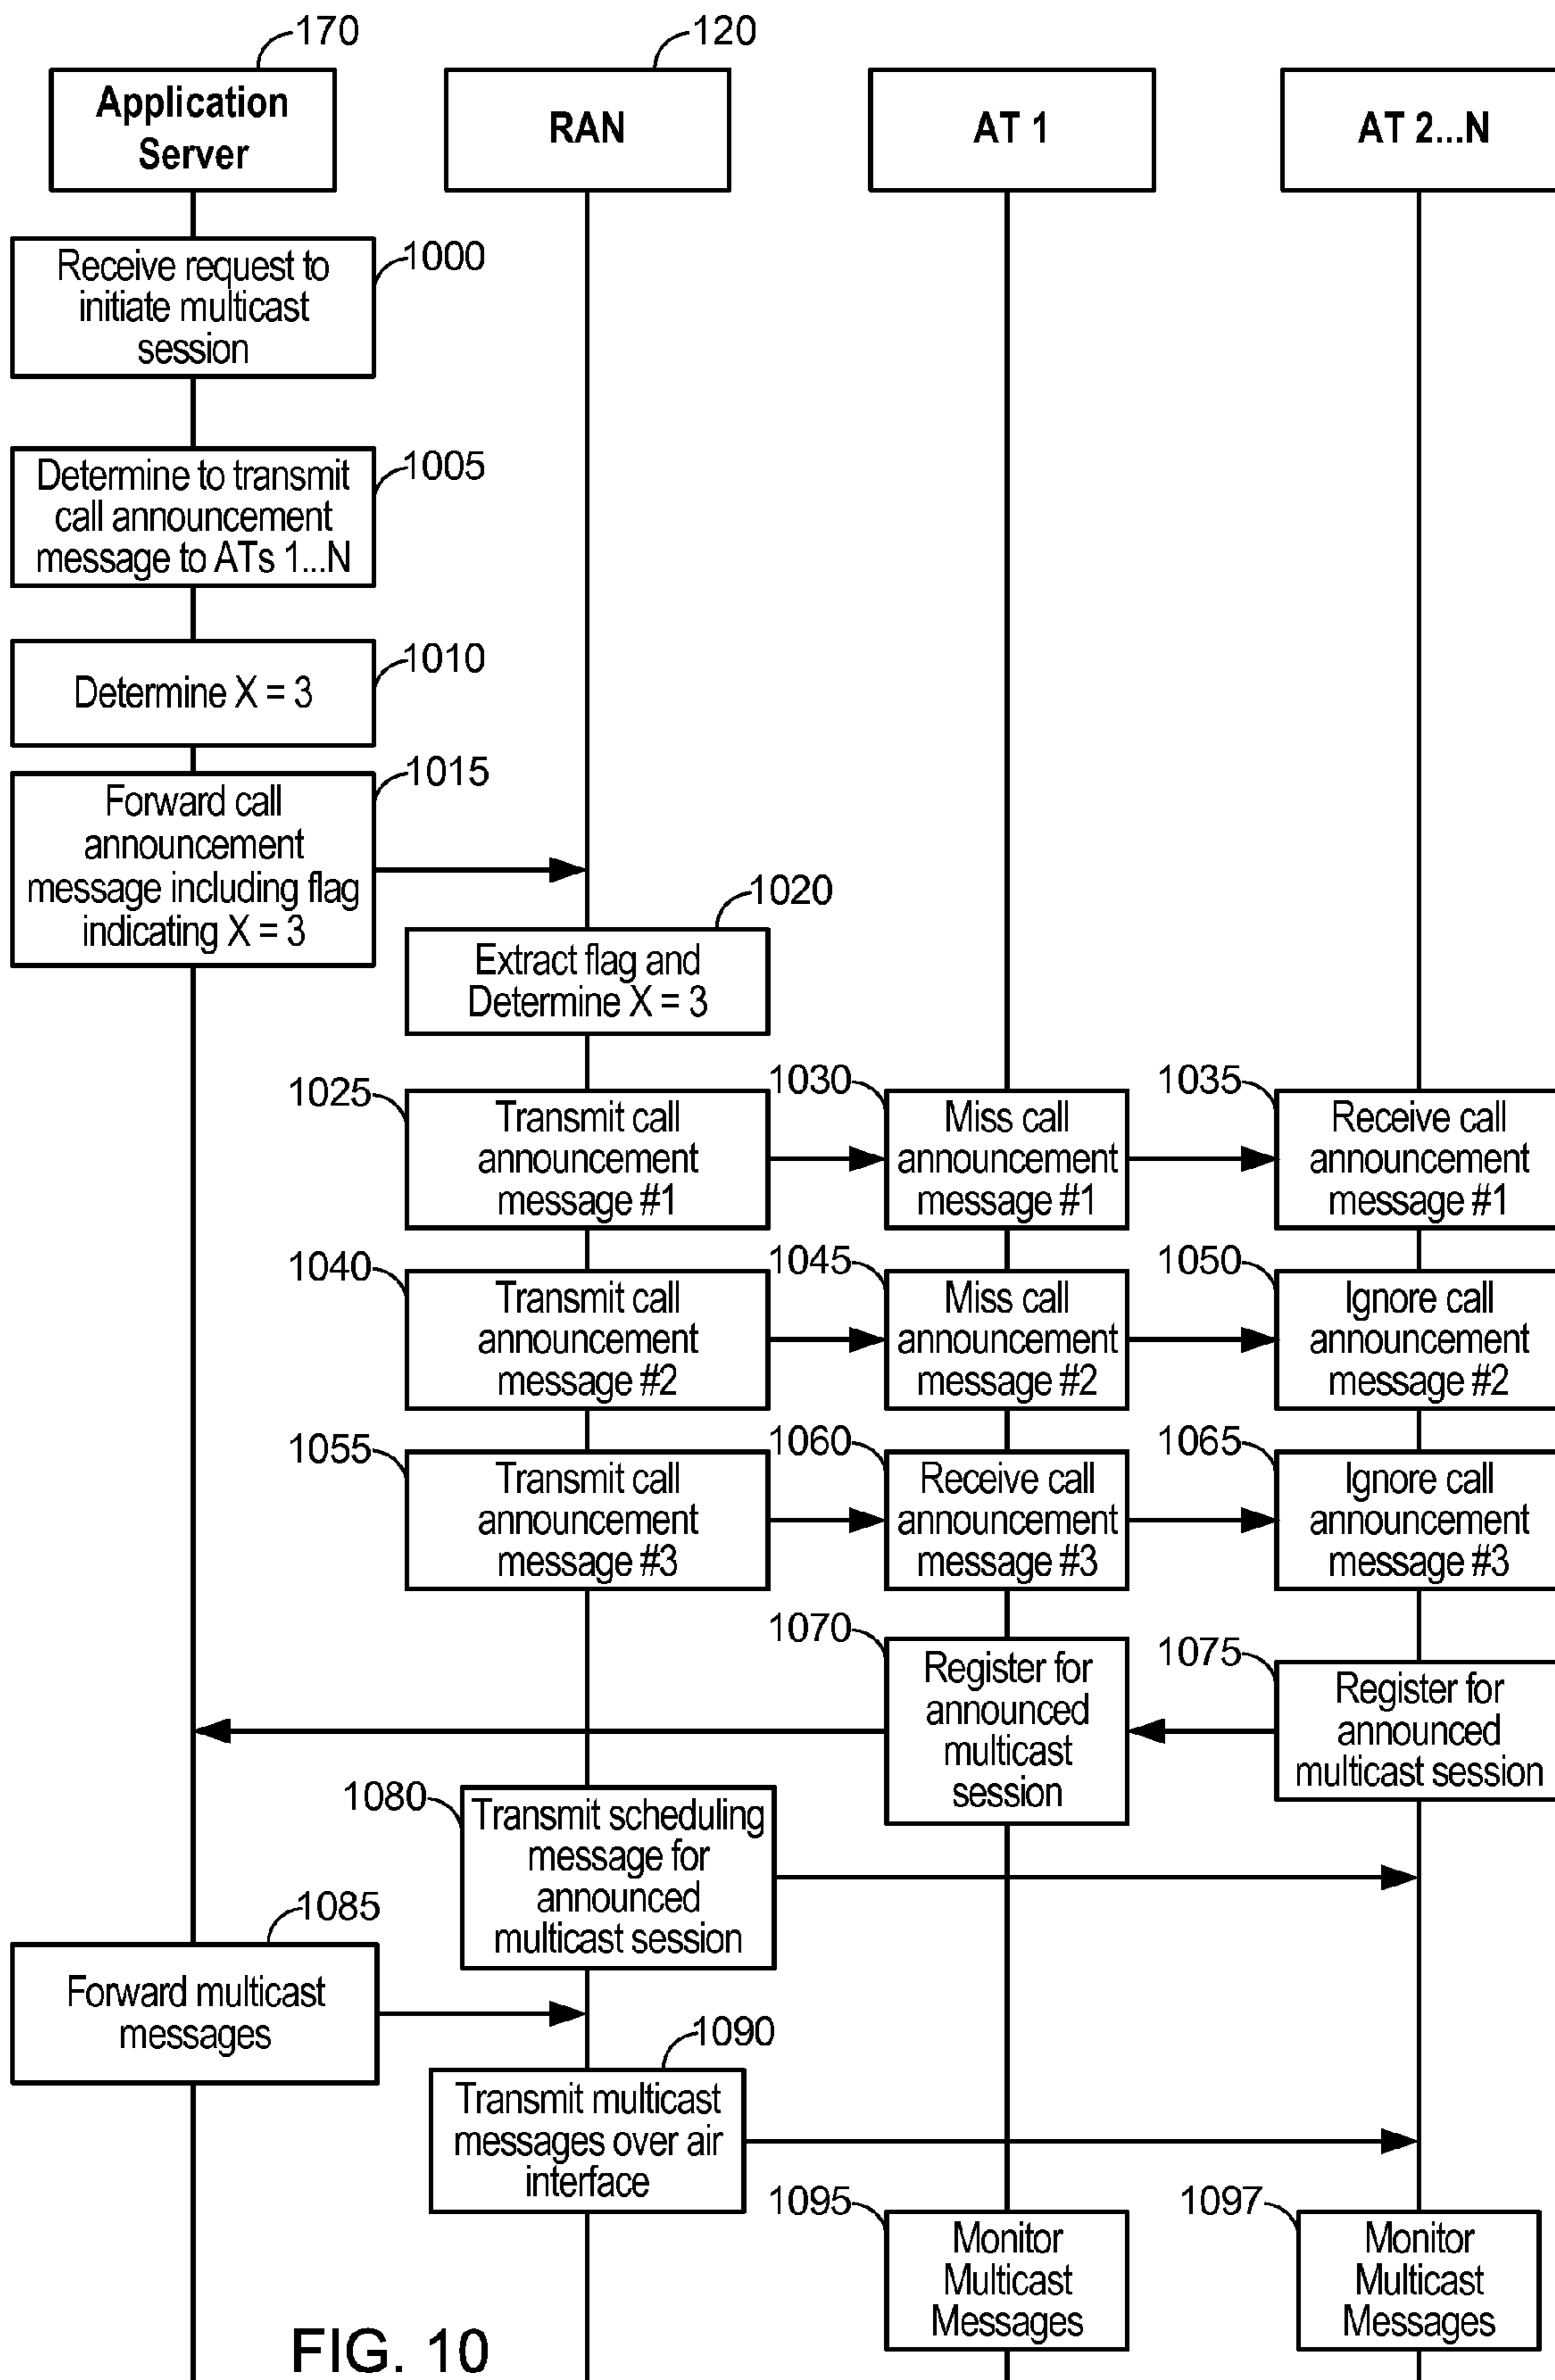 170
120
Application
Server
RAN
AT 1
AT 2...N
Receive request to
initiate multicast
session
1000
Determine to transmit
call announcement
message to ATs 1...N
1005
Determine X = 3
1010
Forward call
announcement
message including flag
indicating X = 3
1015
1020
Extract flag and
Determine X = 3
1025
Transmit call
announcement
message #1
1030
Miss call
announcement
message #1
1035
Receive call
announcement
message #1
1040
Transmit call
announcement
message #2
1045
Miss call
announcement
message #2
1050
Ignore call
announcement
message #2
1055
Transmit call
announcement
message #3
1060
Receive call
announcement
message #3
1065
Ignore call
announcement
message #3
1070
Register for
announced
multicast
session
1075
Register for
announced
multicast session
1080
Transmit scheduling
message for
announced
multicast session
1085
Forward multicast
messages
1090
Transmit multicast
messages over air
interface
1095
Monitor
Multicast
Messages
1097
Monitor
Multicast
Messages
FIG. 10